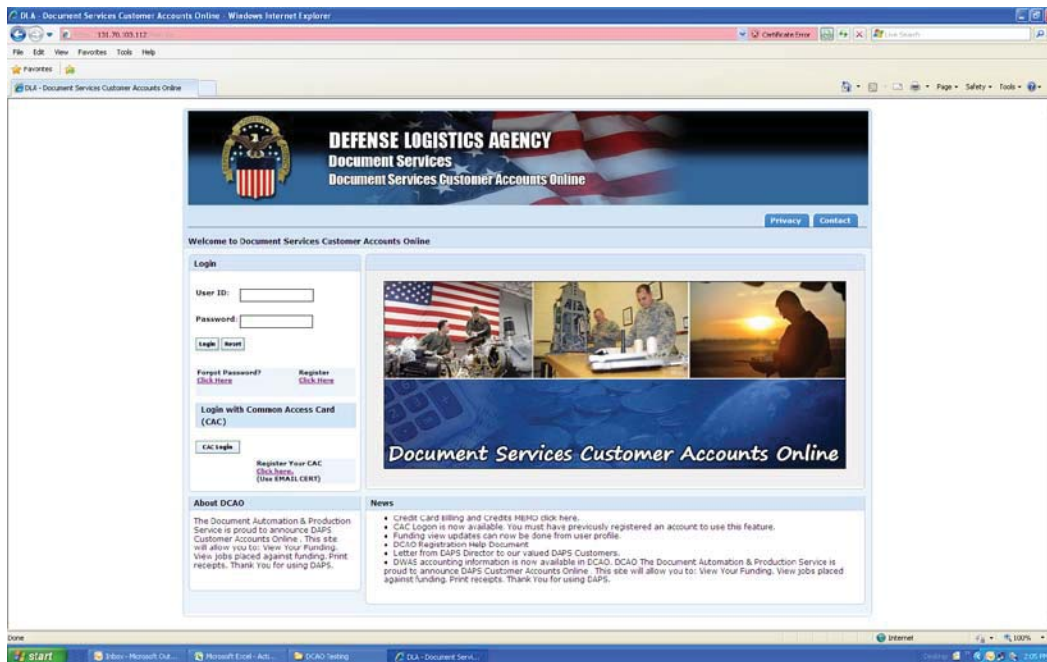 DLA - Document Services Customer Accounts Online - Windows Internet Explorer
131.70.103.112
Certificate Error
Live Search
File Edit View Favorites Tools Help
Favorites
DLA - Document Services Customer Accounts Online
Page Safety Tools
DEFENSE LOGISTICS AGENCY
Document Services
Document Services Customer Accounts Online
Privacy Contact
Welcome to Document Services Customer Accounts Online
Login
User ID:
Password:
Login Reset
Forgot Password? Register
Click Here Click Here
Login with Common Access Card
(CAC)
CAC Login
Register Your CAC
Click here.
(Use EMAIL CERT)
Document Services Customer Accounts Online
About DCAO
The Document Automation & Production
Service is proud to announce DAPS
Customer Accounts Online . This site
will allow you to: View Your Funding.
View jobs placed against funding. Print
receipts. Thank You for using DAPS.
News
• Credit Card Billing and Credits MEMO click here.
• CAC Logon is now available. You must have previously registered an account to use this feature.
• Funding view updates can now be done from user profile.
• DCAO Registration Help Document
• Letter from DAPS Director to our valued DAPS Customers.
• DWAS accounting information is now available in DCAO. DCAO The Document Automation & Production Service is
proud to announce DAPS Customer Accounts Online . This site will allow you to: View Your Funding. View jobs placed
against funding. Print receipts. Thank You for using DAPS.
Done
Internet
100%
start
Inbox - Microsoft Out...
Microsoft Excel - Acti...
DCAO Testing
DLA - Document Servi...
Desktop
2:05 PM